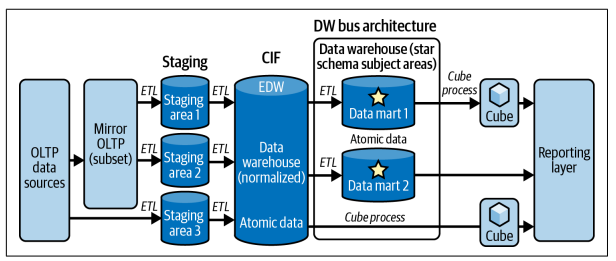 DW bus architecture
Staging
CIF
Data warehouse (star
schema subject areas)
OLTP
data
sources
Mirror
OLTP
(subset)
ETL
Staging
area 1
ETL
EDW
ETL
Data mart 1
Cube
process
Cube
Atomic data
ETL
Staging
area 2
ETL
Data
warehouse
(normalized)
ETL
Data mart 2
Reporting
layer
ETL
Staging
area 3
ETL
Atomic data
Cube process
Cube